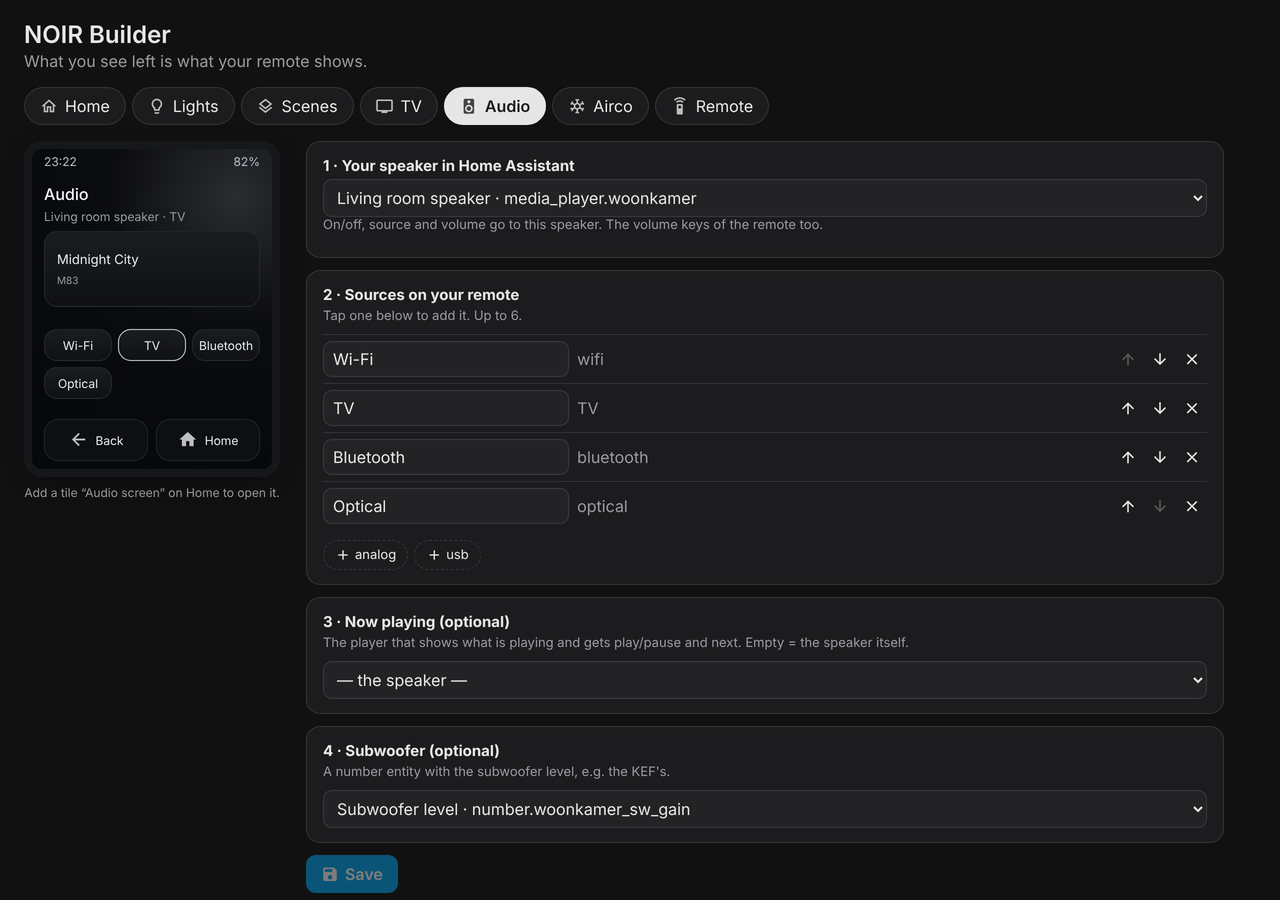 NOIR Builder
What you see left is what your remote shows.
Home
Lights
Scenes
TV
Audio
Airco
Remote
23:22 82%
Audio
Living room speaker · TV
Midnight City
M83
Wi-Fi
TV
Bluetooth
Optical
Back
Home
Add a tile “Audio screen” on Home to open it.
1 · Your speaker in Home Assistant
Living room speaker · media_player.woonkamer
On/off, source and volume go to this speaker. The volume keys of the remote too.
2 · Sources on your remote
Tap one below to add it. Up to 6.
Wi-Fi wifi
TV TV
Bluetooth bluetooth
Optical optical
+ analog
+ usb
3 · Now playing (optional)
The player that shows what is playing and gets play/pause and next. Empty = the speaker itself.
— the speaker —
4 · Subwoofer (optional)
A number entity with the subwoofer level, e.g. the KEF's.
Subwoofer level · number.woonkamer_sw_gain
Save